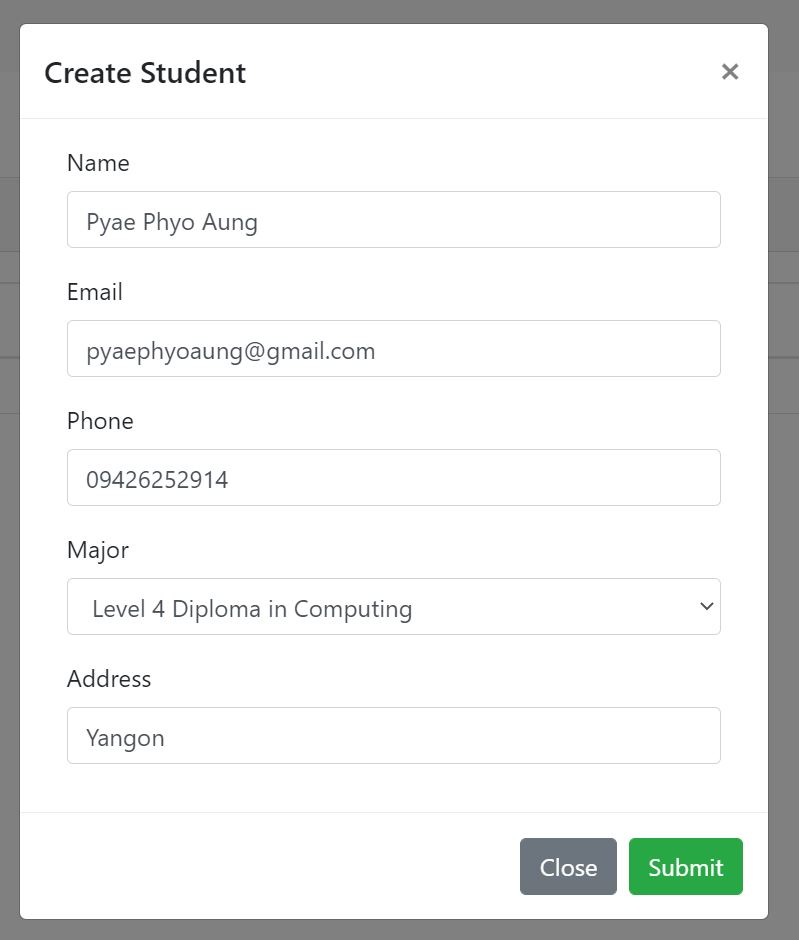 Create Student ×
Name
Pyae Phyo Aung
Email
pyaephyoaung@gmail.com
Phone
09426252914
Major
Level 4 Diploma in Computing
Address
Yangon
Close Submit